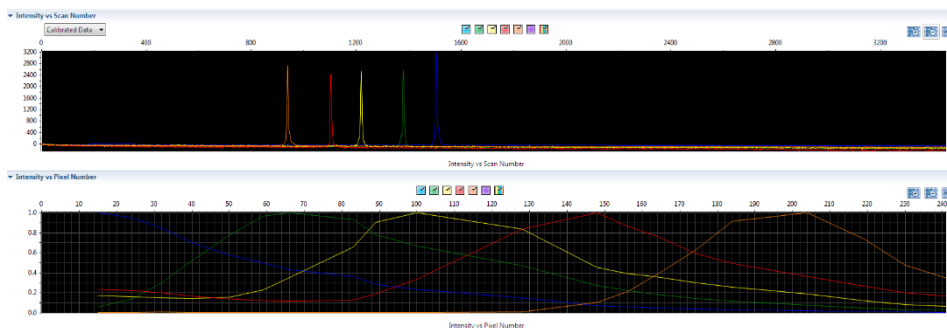 Intensity vs Scan Number
Calibrated Data
0 400 800 1200 1600 2000 2400 2800 3200
3200
2800
2400
2000
1600
1200
800
400
0
Intensity vs Scan Number
Intensity vs Pixel Number
0 10 20 30 40 50 60 70 80 90 100 110 120 130 140 150 160 170 180 190 200 210 220 230 240
1.0
0.8
0.6
0.4
0.2
0.0
Intensity vs Pixel Number